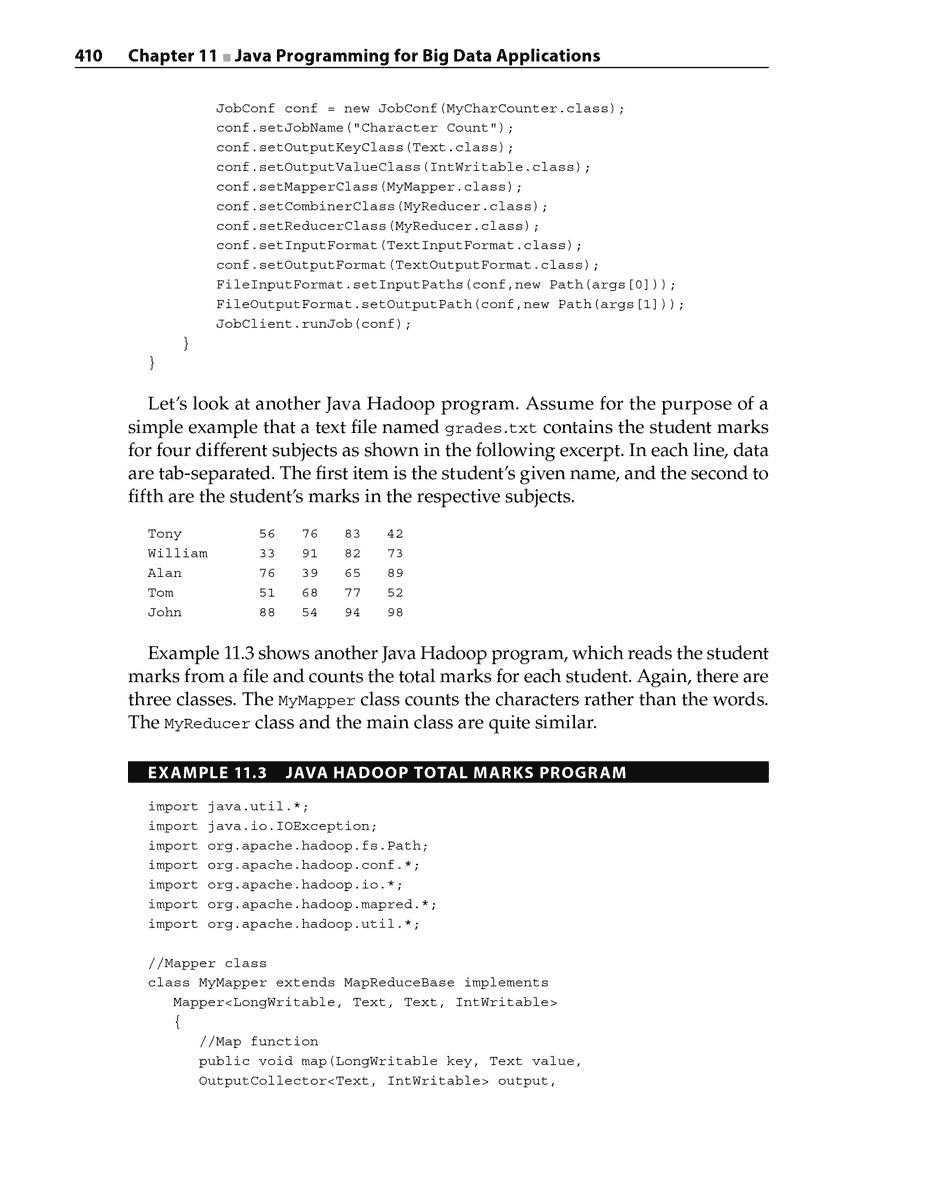 410 Chapter 11 ■ Java Programming for Big Data Applications
JobConf conf = new JobConf(MyCharCounter.class);
conf.setJobName("Character Count");
conf.setOutputKeyClass(Text.class);
conf.setOutputValueClass(IntWritable.class);
conf.setMapperClass(MyMapper.class);
conf.setCombinerClass(MyReducer.class);
conf.setReducerClass(MyReducer.class);
conf.setInputFormat(TextInputFormat.class);
conf.setOutputFormat(TextOutputFormat.class);
FileInputFormat.setInputPaths(conf,new Path(args[0]));
FileOutputFormat.setOutputPath(conf,new Path(args[1]));
JobClient.runJob(conf);
}
}
Let's look at another Java Hadoop program. Assume for the purpose of a
simple example that a text file named grades.txt contains the student marks
for four different subjects as shown in the following excerpt. In each line, data
are tab-separated. The first item is the student's given name, and the second to
fifth are the student's marks in the respective subjects.
Tony 56 76 83 42
William 33 91 82 73
Alan 76 39 65 89
Tom 51 68 77 52
John 88 54 94 98
Example 11.3 shows another Java Hadoop program, which reads the student
marks from a file and counts the total marks for each student. Again, there are
three classes. The MyMapper class counts the characters rather than the words.
The MyReducer class and the main class are quite similar.
EXAMPLE 11.3 JAVA HADOOP TOTAL MARKS PROGRAM
import java.util.*;
import java.io.IOException;
import org.apache.hadoop.fs.Path;
import org.apache.hadoop.conf.*;
import org.apache.hadoop.io.*;
import org.apache.hadoop.mapred.*;
import org.apache.hadoop.util.*;
//Mapper class
class MyMapper extends MapReduceBase implements
Mapper<LongWritable, Text, Text, IntWritable>
{
//Map function
public void map(LongWritable key, Text value,
OutputCollector<Text, IntWritable> output,